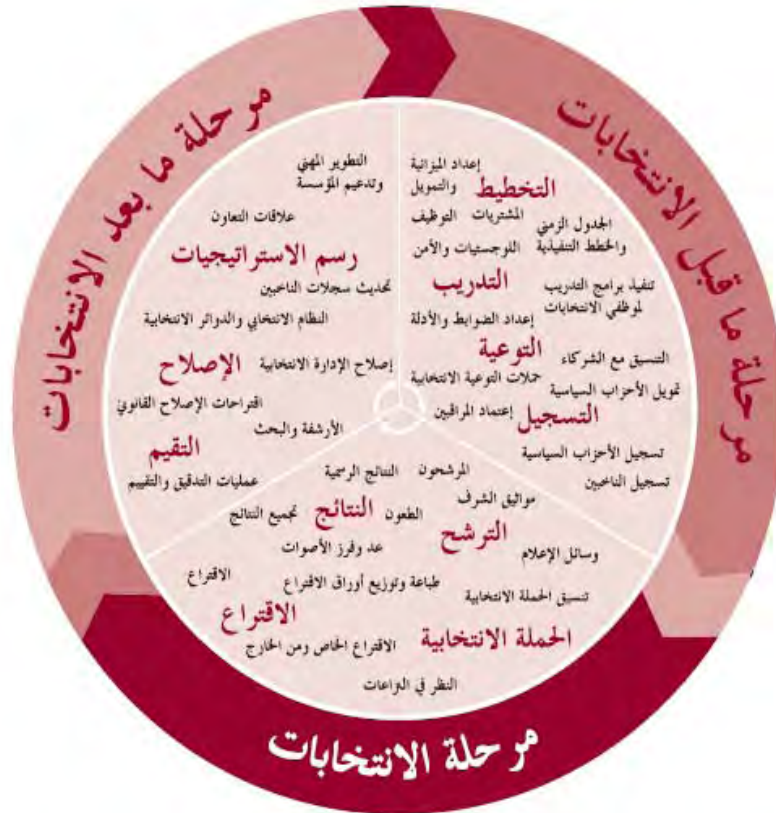 مرحلة ما قبل الانتخابات
إعداد الميزانية
والتمويل
التخطيط
المشتريات
التوظيف
الجدول الزمني
والخطط التنفيذية
اللوجستيات والأمن
التدريب
تنفيذ برامج التدريب
لموظفي الانتخابات
إعداد الضوابط والأدلة
التوعية
التنسيق مع الشركاء
حملات التوعية الانتخابية
تمويل الأحزاب السياسية
التسجيل
إعتماد المراقبين
تسجيل الأحزاب السياسية
تسجيل الناخبين
مرحلة الانتخابات
المرشحون
مواثيق الشرف
الترشح
وسائل الإعلام
تنسيق الحملة الانتخابية
الحملة الانتخابية
النظر في النزاعات
الاقتراع الخاص ومن الخارج
الاقتراع
طباعة وتوزيع أوراق الاقتراع
الاقتراع
عد وفرز الأصوات
الطعون
النتائج
تجميع النتائج
النتائج الرسمية
مرحلة ما بعد الانتخابات
التطوير المهني
وتدعيم المؤسسة
علاقات التعاون
رسم الاستراتيجيات
تحديث سجلات الناخبين
النظام الانتخابي والدوائر الانتخابية
إصلاح الإدارة الانتخابية
الإصلاح
اقتراحات الإصلاح القانوني
الأرشفة والبحث
التقيم
عمليات التدقيق والتقييم